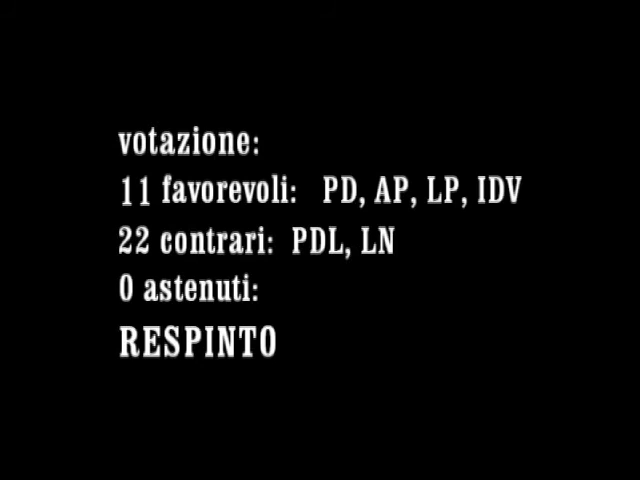 votazione:
11 favorevoli: PD, AP, LP, IDV
22 contrari: PDL, LN
0 astenuti:
RESPINTO